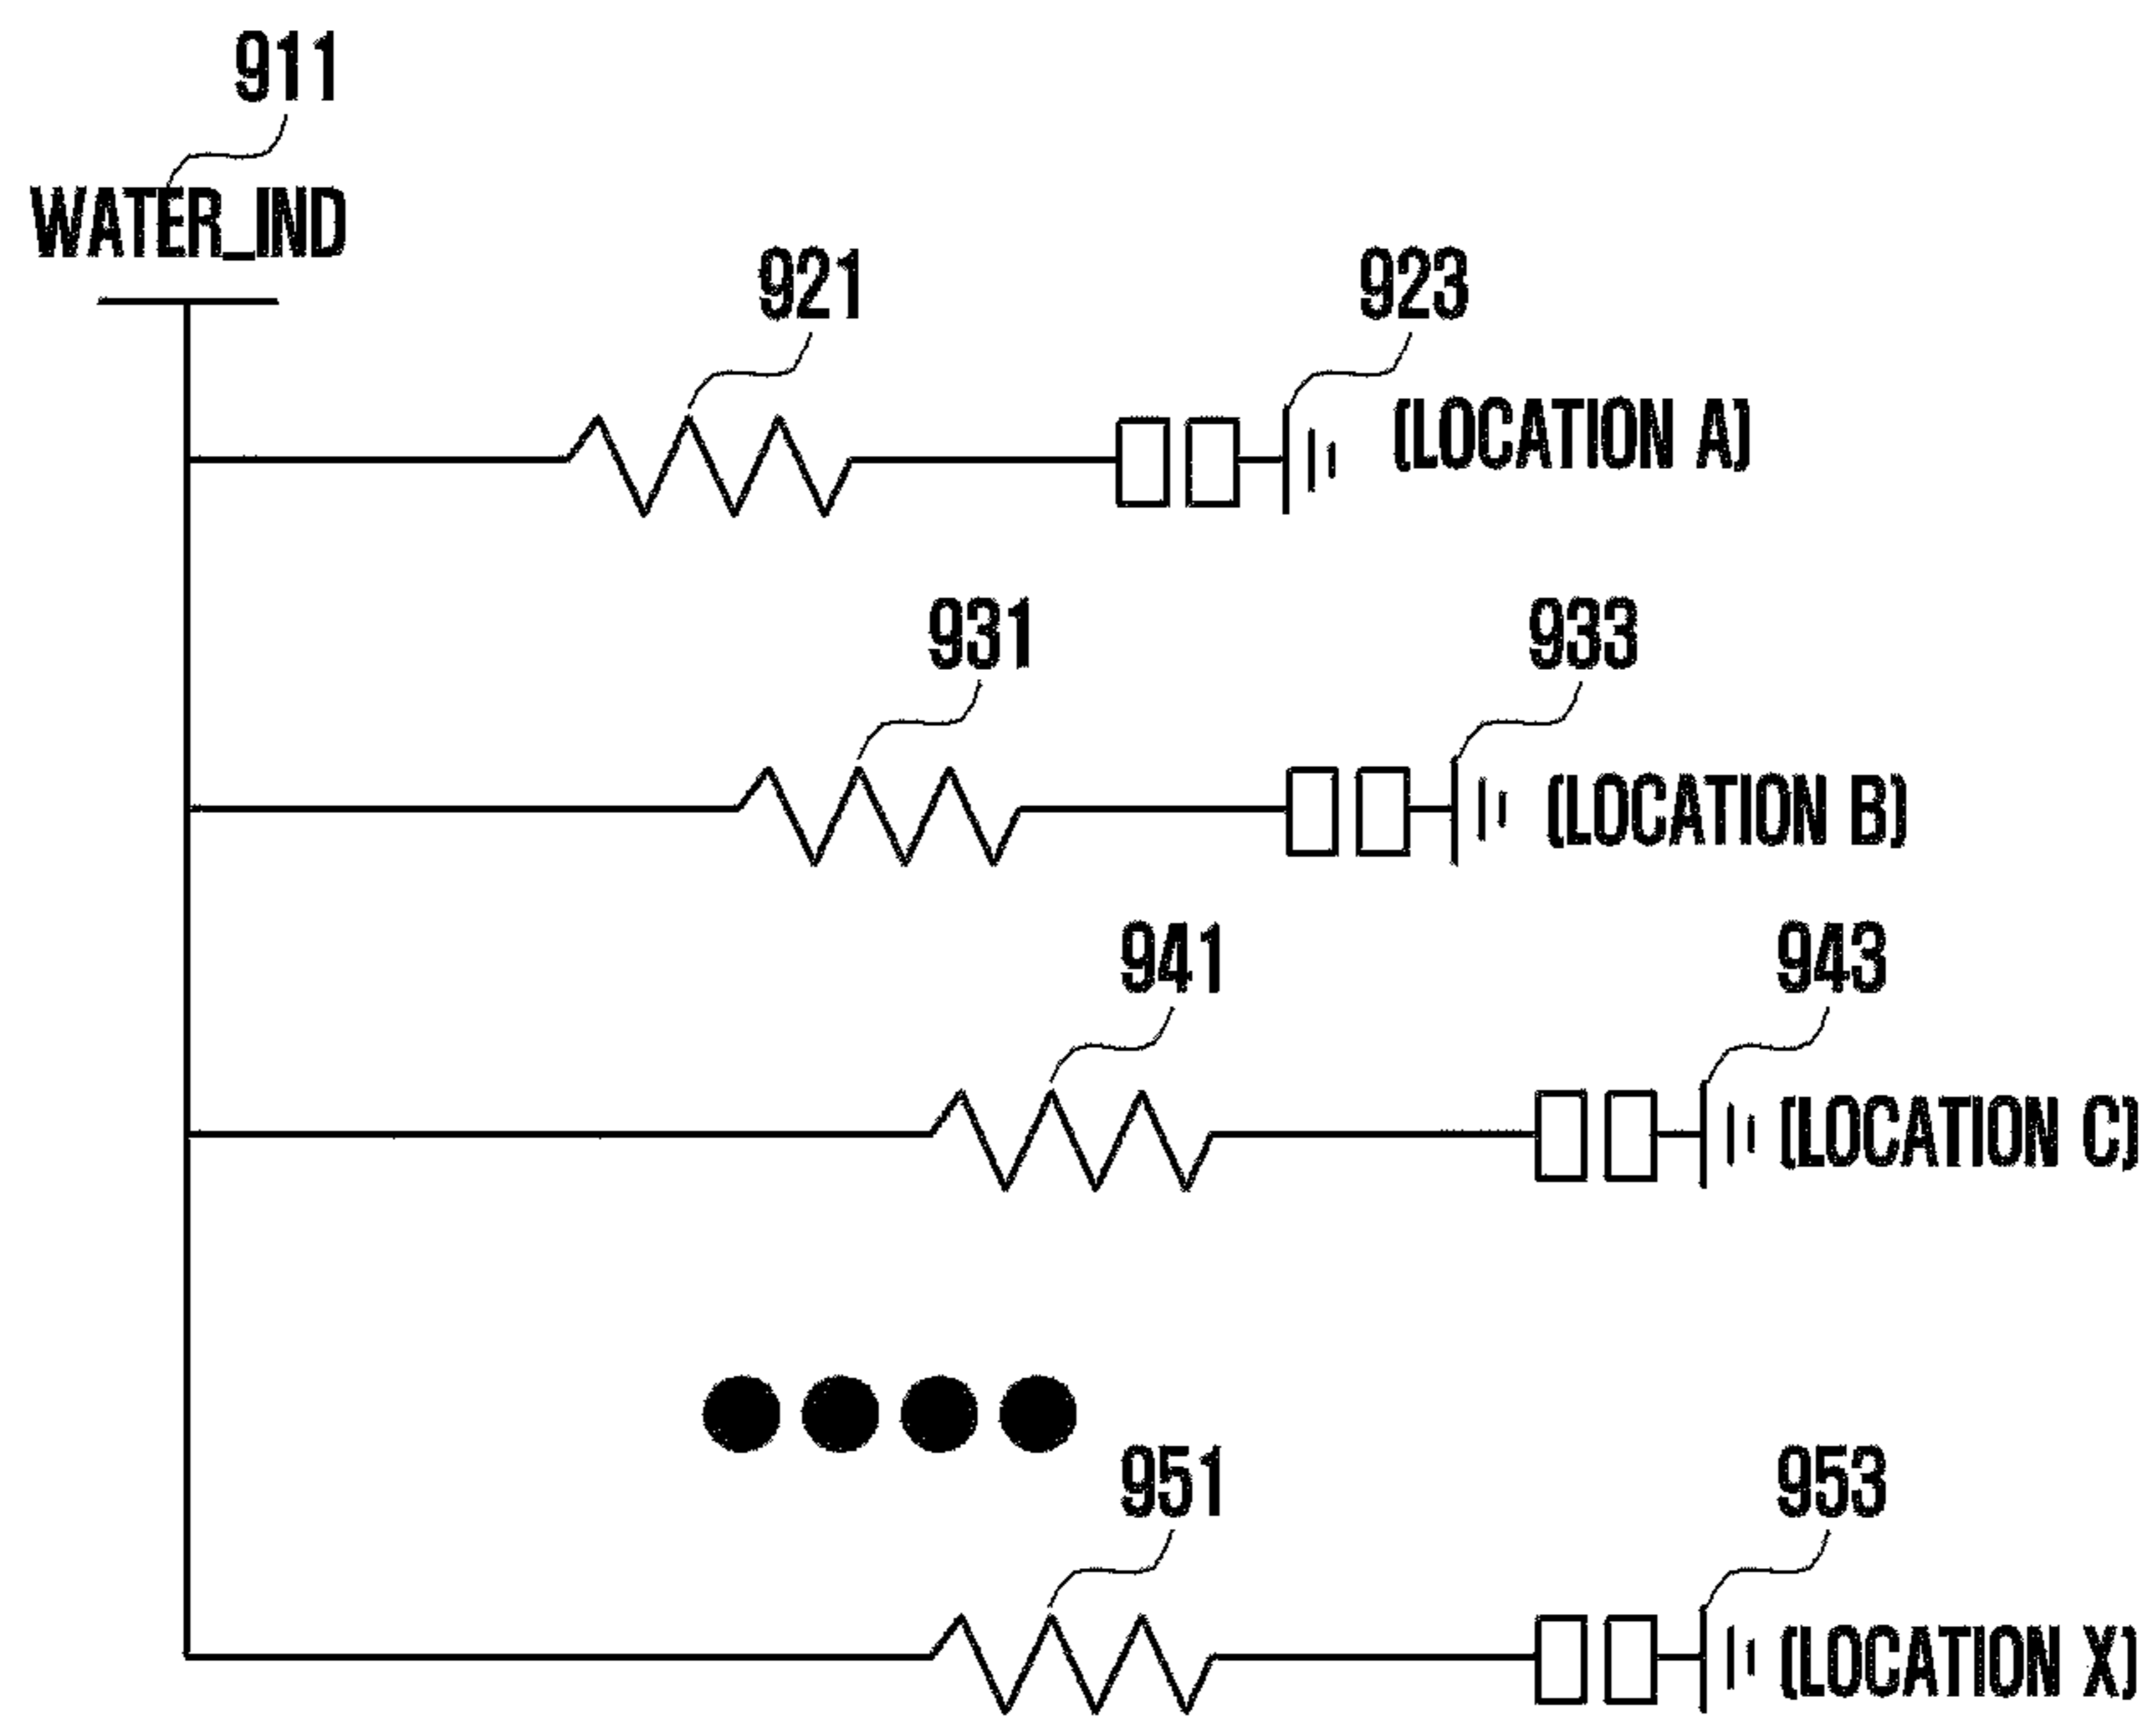 911
WATER_IND
921
923
(LOCATION A)
931
933
(LOCATION B)
941
943
(LOCATION C)
951
953
(LOCATION X)